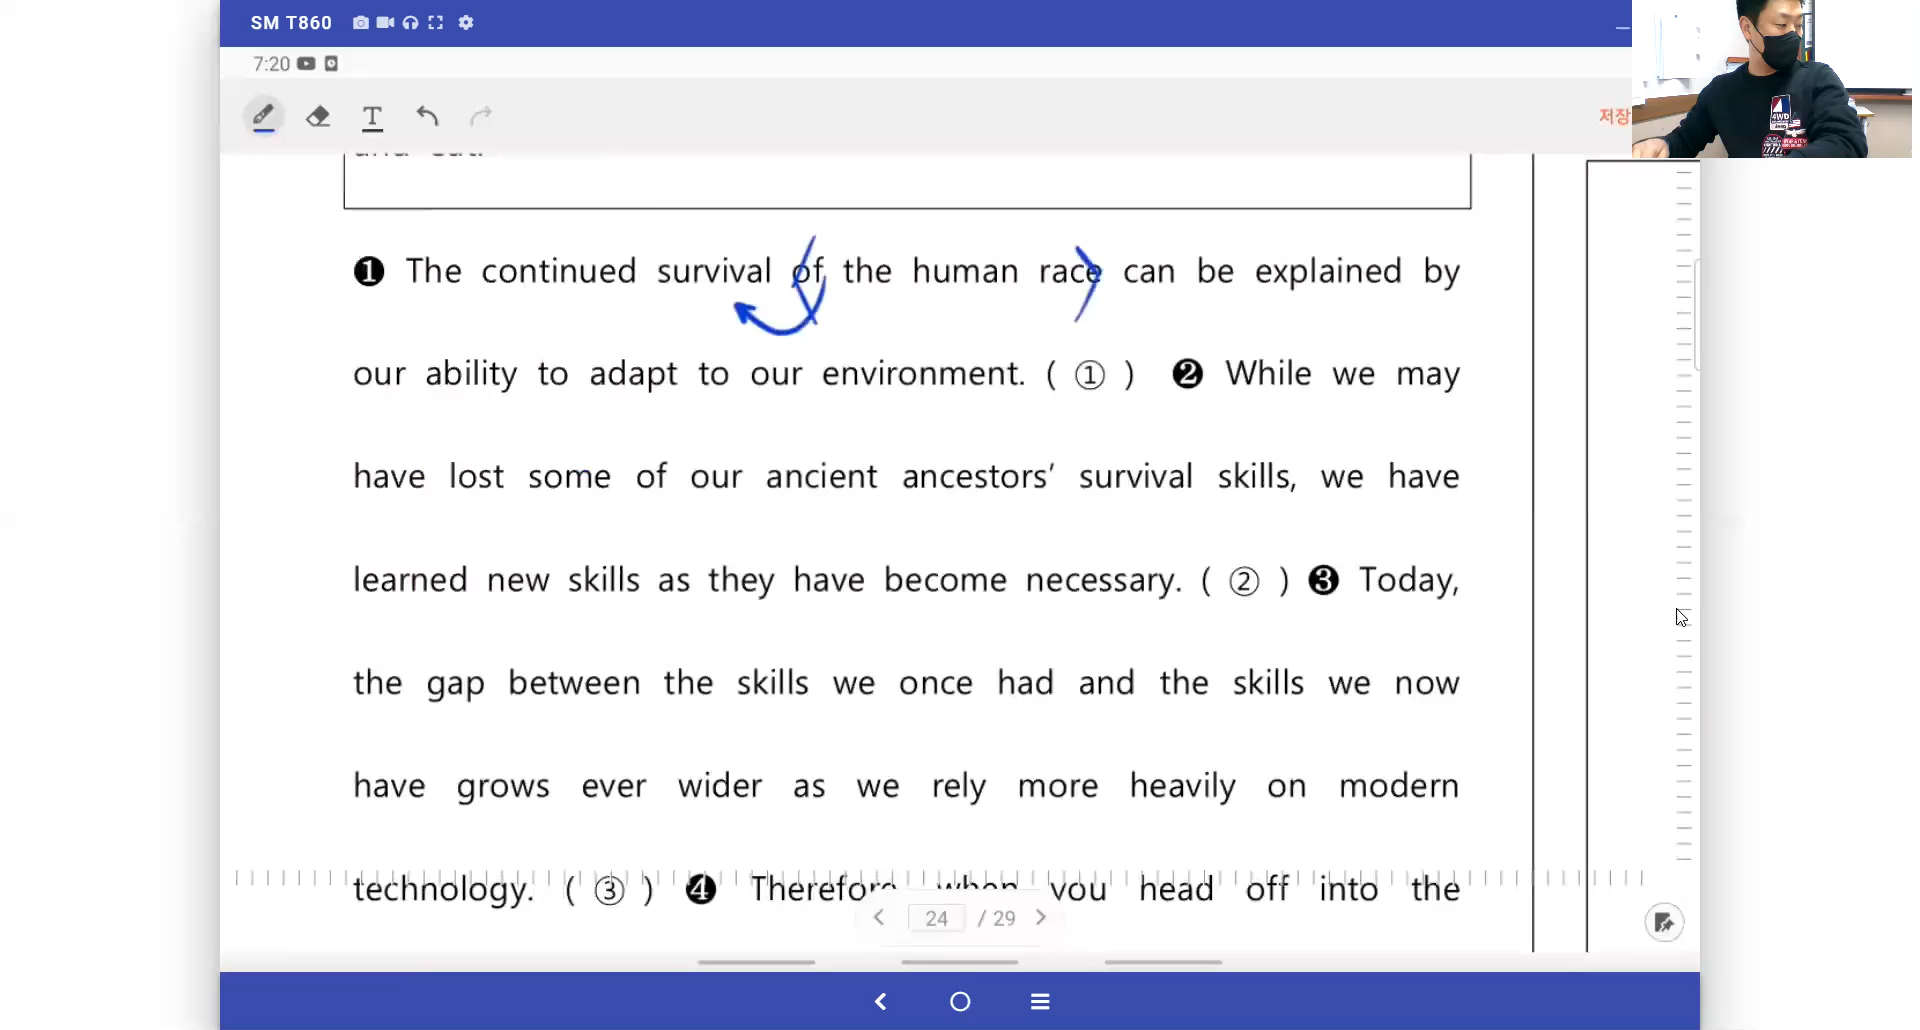 SM T860
7:20
T
저장
❶ The continued survival of the human race can be explained by
our ability to adapt to our environment. ( ① ) ❷ While we may
have lost some of our ancient ancestors’ survival skills, we have
learned new skills as they have become necessary. ( ② ) ❸ Today,
the gap between the skills we once had and the skills we now
have grows ever wider as we rely more heavily on modern
technology. ( ③ ) ❹ Therefore, when you head off into the
24 / 29
4WD